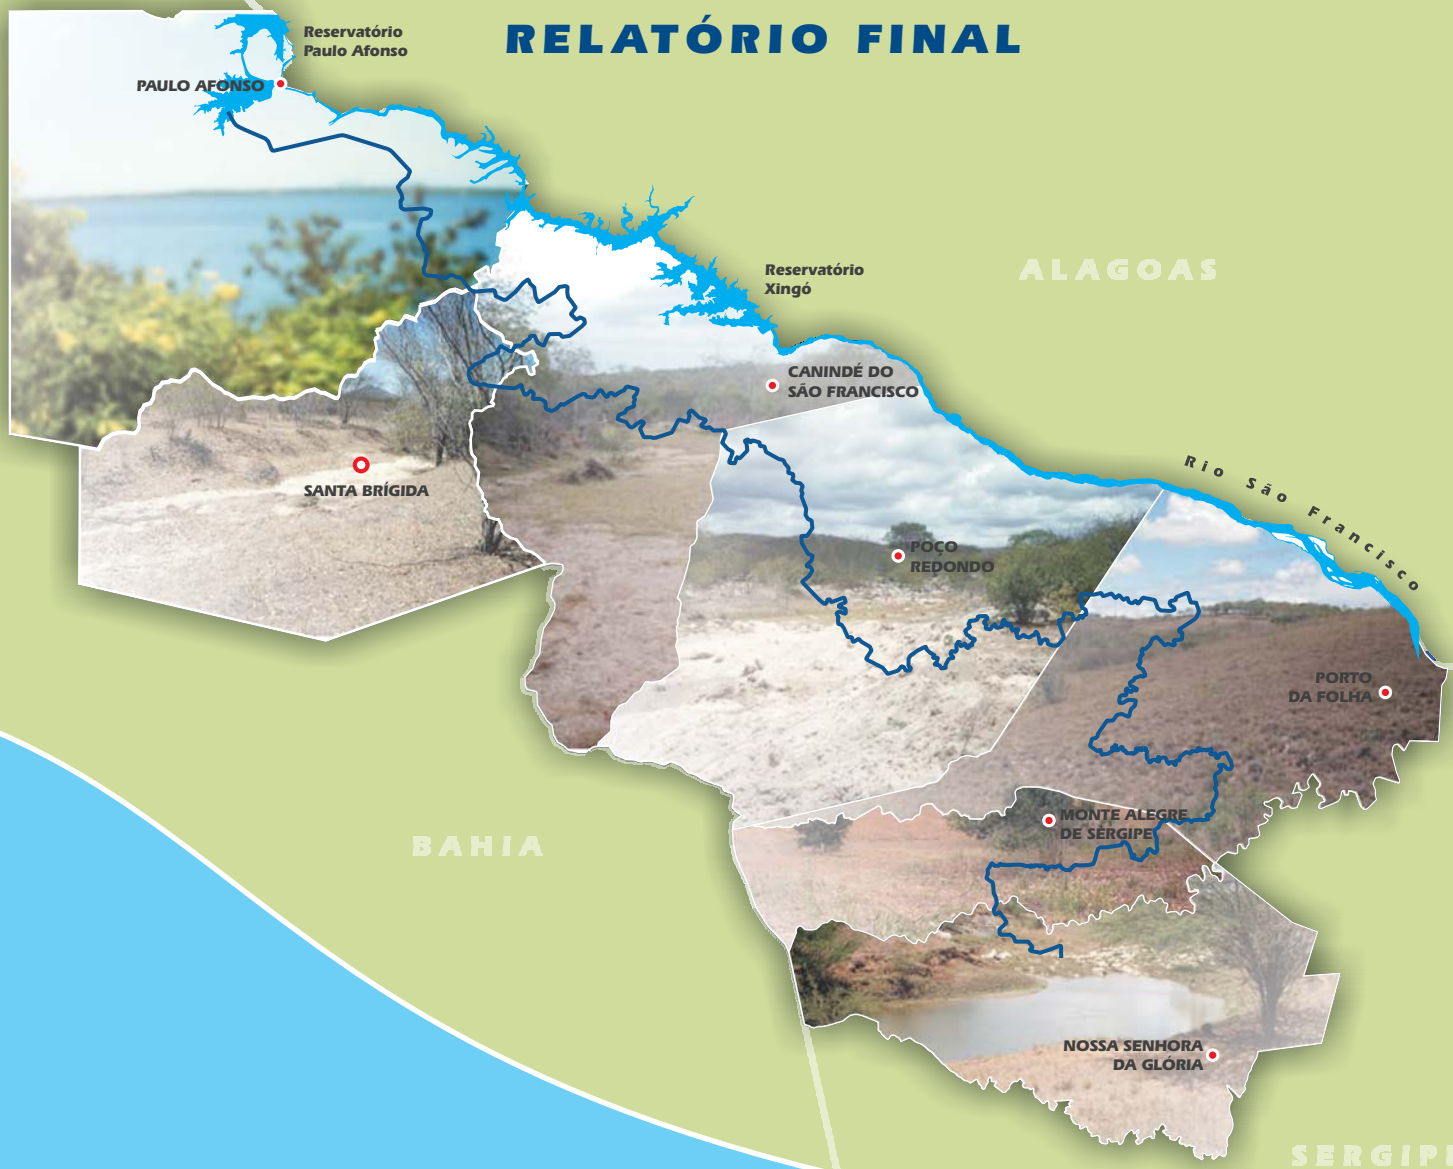 RELATÓRIO FINAL
Reservatório
Paulo Afonso
PAULO AFONSO
Reservatório
Xingó
ALAGOAS
CANINDÉ DO
SÃO FRANCISCO
Rio São Francisco
SANTA BRÍGIDA
POÇO
REDONDO
PORTO
DA FOLHA
MONTE ALEGRE
DE SERGIPE
BAHIA
NOSSA SENHORA
DA GLÓRIA
SERGIPE